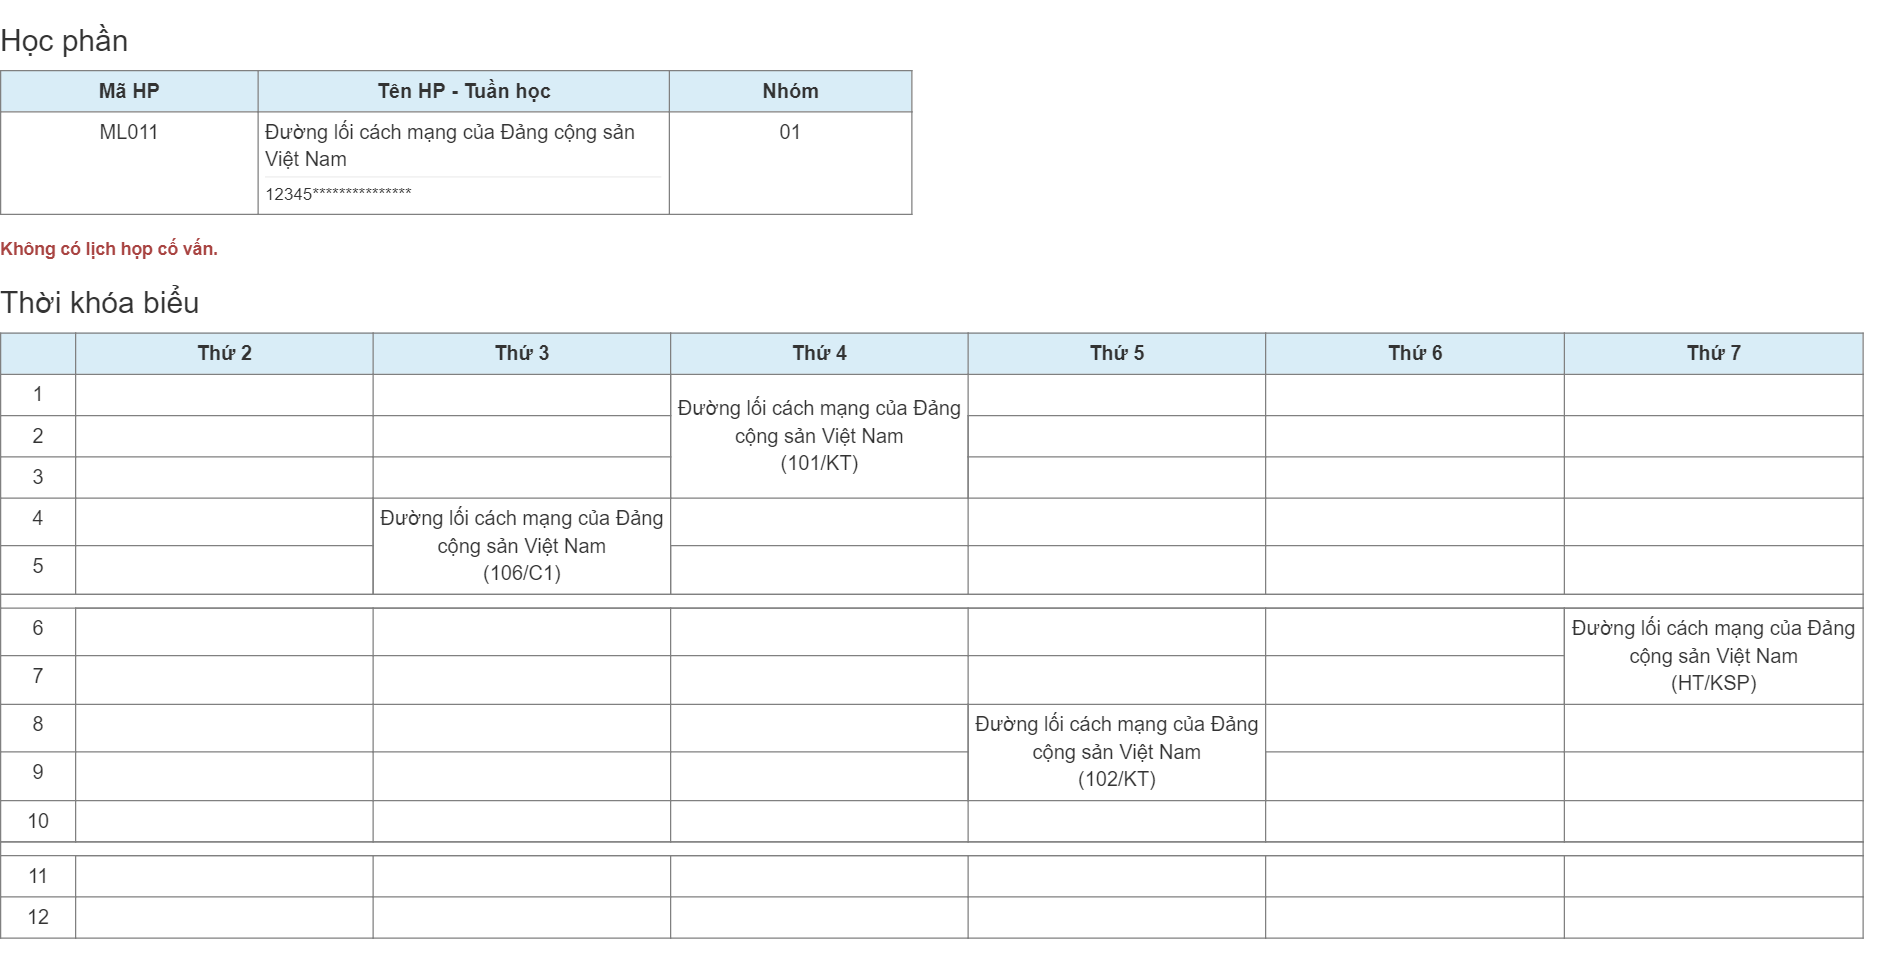 Học phần
Mã HP Tên HP - Tuần học Nhóm
ML011 Đường lối cách mạng của Đảng cộng sản 01
Việt Nam
12345***************
Không có lịch họp cố vấn.
Thời khóa biểu
Thứ 2 Thứ 3 Thứ 4 Thứ 5 Thứ 6 Thứ 7
1
Đường lối cách mạng của Đảng
2 cộng sản Việt Nam
(101/KT)
3
4 Đường lối cách mạng của Đảng
cộng sản Việt Nam
5 (106/C1)
6 Đường lối cách mạng của Đảng
cộng sản Việt Nam
7 (HT/KSP)
8 Đường lối cách mạng của Đảng
cộng sản Việt Nam
9 (102/KT)
10
11
12